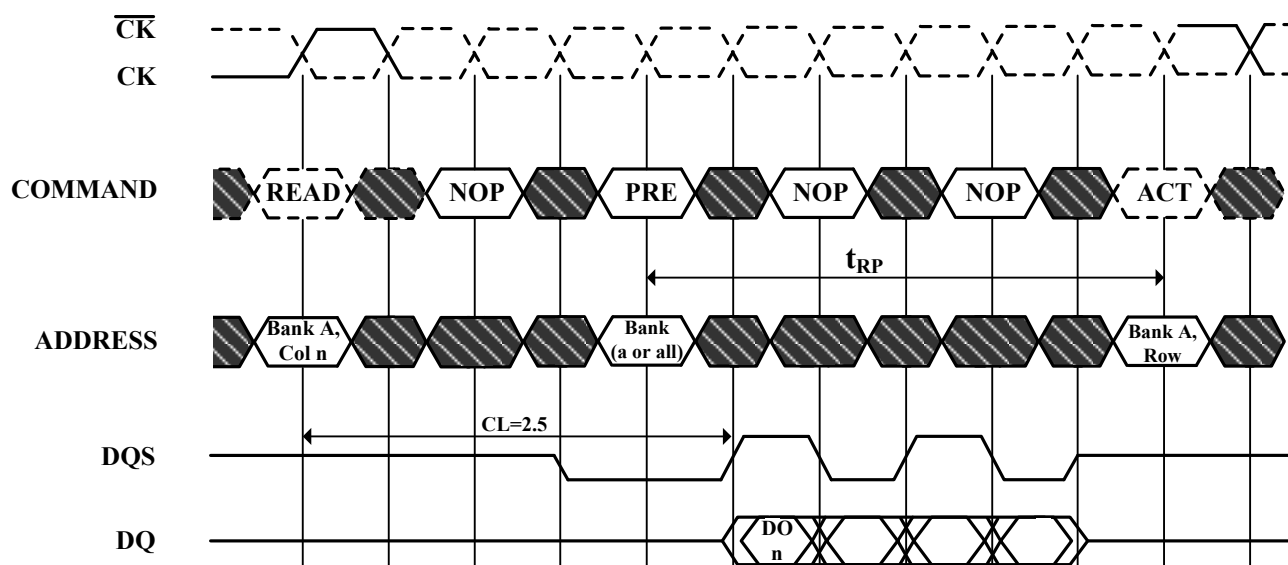 CK
CK
COMMAND READ NOP PRE NOP NOP ACT
tRP
ADDRESS Bank A, Col n Bank (a or all) Bank A, Row
CL=2.5
DQS
DQ DO n